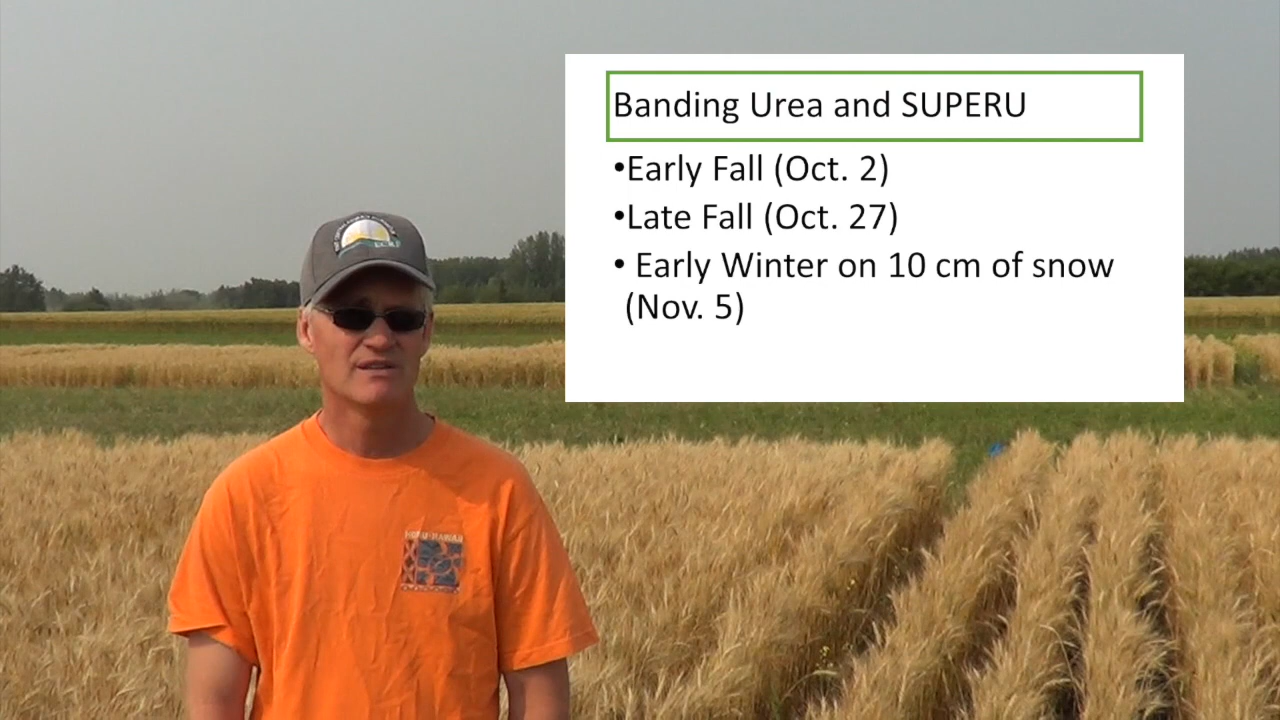 Banding Urea and SUPERU
•Early Fall (Oct. 2)
•Late Fall (Oct. 27)
• Early Winter on 10 cm of snow
(Nov. 5)